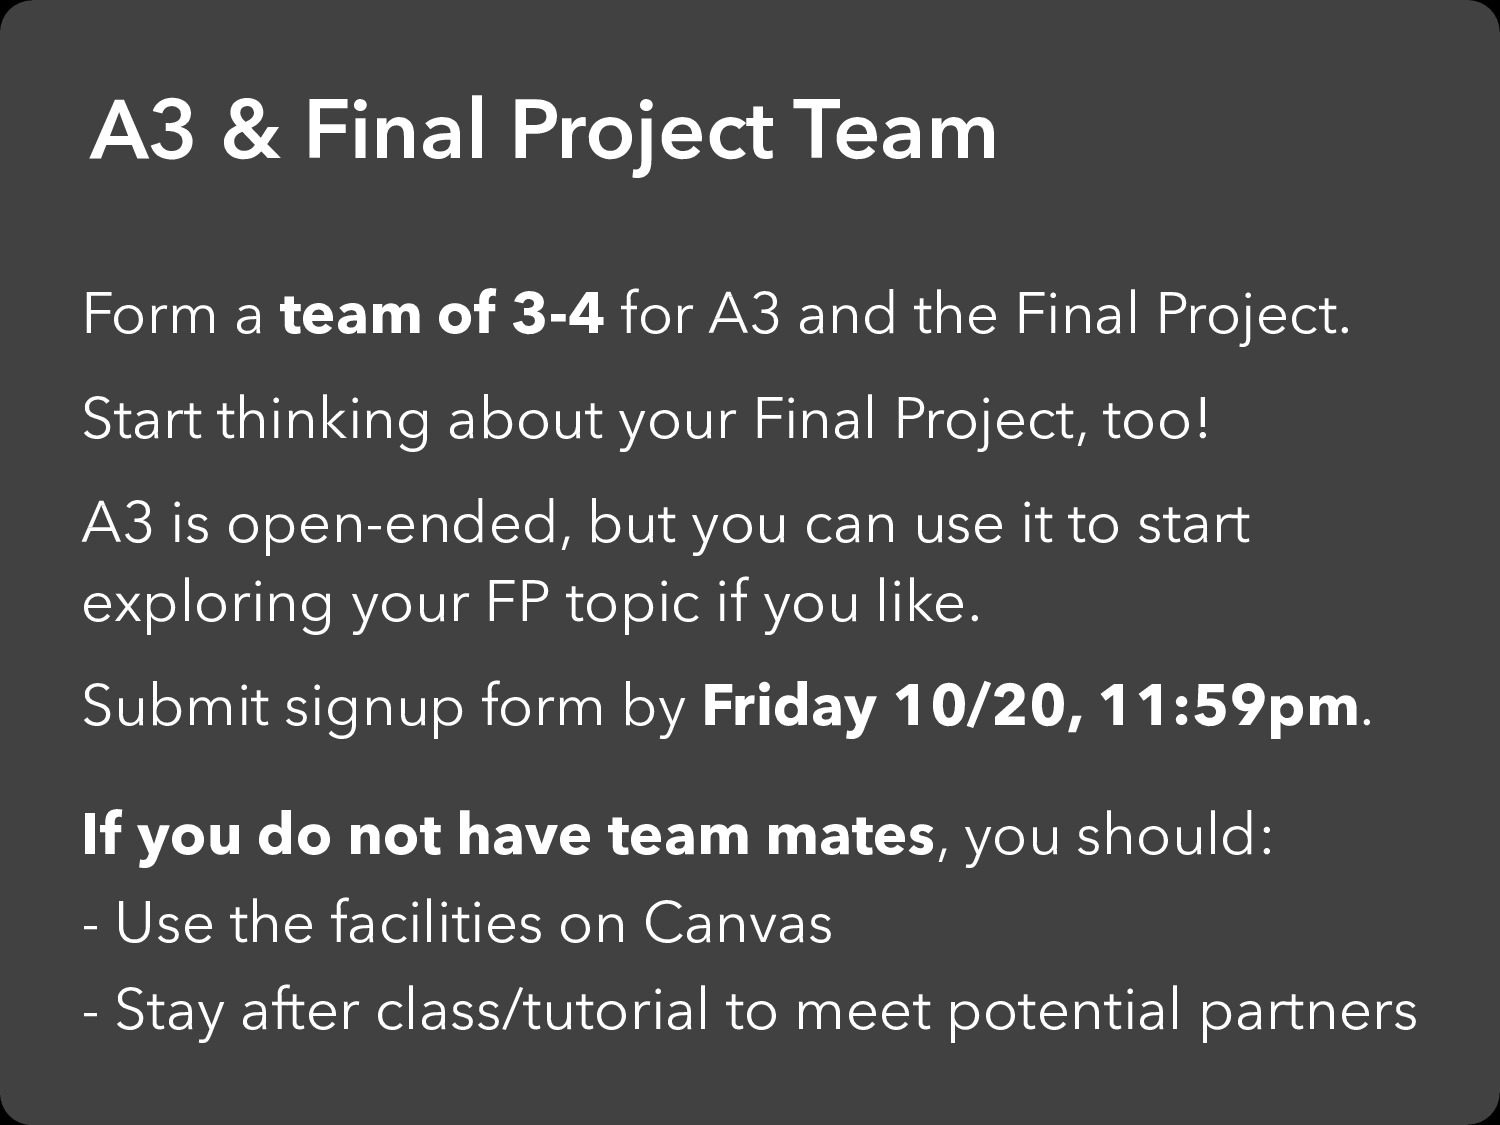 A3 & Final Project Team
Form a team of 3-4 for A3 and the Final Project.
Start thinking about your Final Project, too!
A3 is open-ended, but you can use it to start
exploring your FP topic if you like.
Submit signup form by Friday 10/20, 11:59pm.
If you do not have team mates, you should:
- Use the facilities on Canvas
- Stay after class/tutorial to meet potential partners